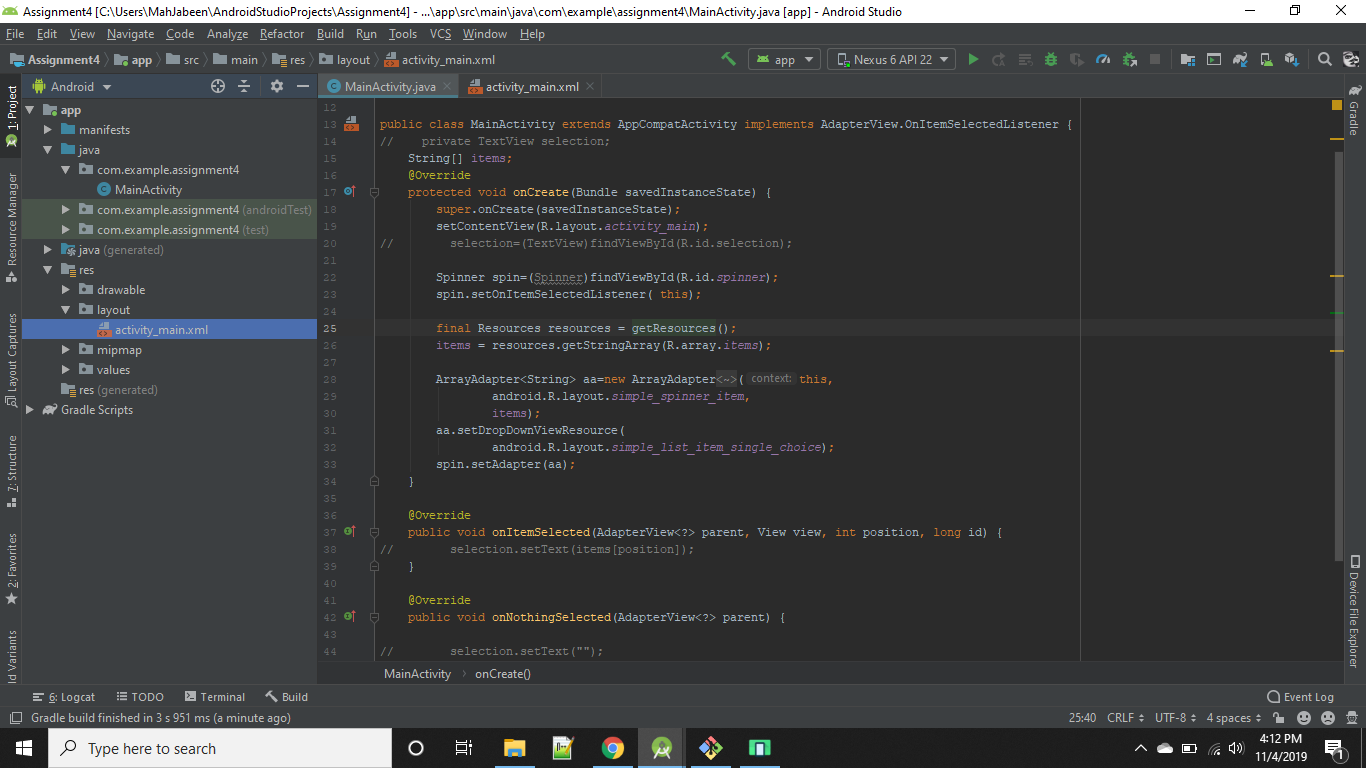 Assignment4 [C:\Users\MahJabeen\AndroidStudioProjects\Assignment4] - ...\app\src\main\java\com\example\assignment4\MainActivity.java [app] - Android Studio
File Edit View Navigate Code Analyze Refactor Build Run Tools VCS Window Help
Assignment4 app src main res layout activity_main.xml app Nexus 6 API 22
Android MainActivity.java activity_main.xml
1: Project
Resource Manager
Layout Captures
7: Structure
2: Favorites
ld Variants
app
manifests
java
com.example.assignment4
MainActivity
com.example.assignment4 (androidTest)
com.example.assignment4 (test)
java (generated)
res
drawable
layout
activity_main.xml
mipmap
values
res (generated)
Gradle Scripts
12
13 public class MainActivity extends AppCompatActivity implements AdapterView.OnItemSelectedListener {
14 // private TextView selection;
15 String[] items;
16 @Override
17 protected void onCreate(Bundle savedInstanceState) {
18 super.onCreate(savedInstanceState);
19 setContentView(R.layout.activity_main);
20 // selection=(TextView)findViewById(R.id.selection);
21
22 Spinner spin=(Spinner)findViewById(R.id.spinner);
23 spin.setOnItemSelectedListener( this);
24
25 final Resources resources = getResources();
26 items = resources.getStringArray(R.array.items);
27
28 ArrayAdapter<String> aa=new ArrayAdapter<~>( context: this,
29 android.R.layout.simple_spinner_item,
30 items);
31 aa.setDropDownViewResource(
32 android.R.layout.simple_list_item_single_choice);
33 spin.setAdapter(aa);
34 }
35
36 @Override
37 public void onItemSelected(AdapterView<?> parent, View view, int position, long id) {
38 // selection.setText(items[position]);
39 }
40
41 @Override
42 public void onNothingSelected(AdapterView<?> parent) {
43
44 // selection.setText("");
Gradle
Device File Explorer
MainActivity › onCreate()
6: Logcat TODO Terminal Build Event Log
Gradle build finished in 3 s 951 ms (a minute ago) 25:40 CRLF UTF-8 4 spaces
Type here to search
4:12 PM
11/4/2019
1